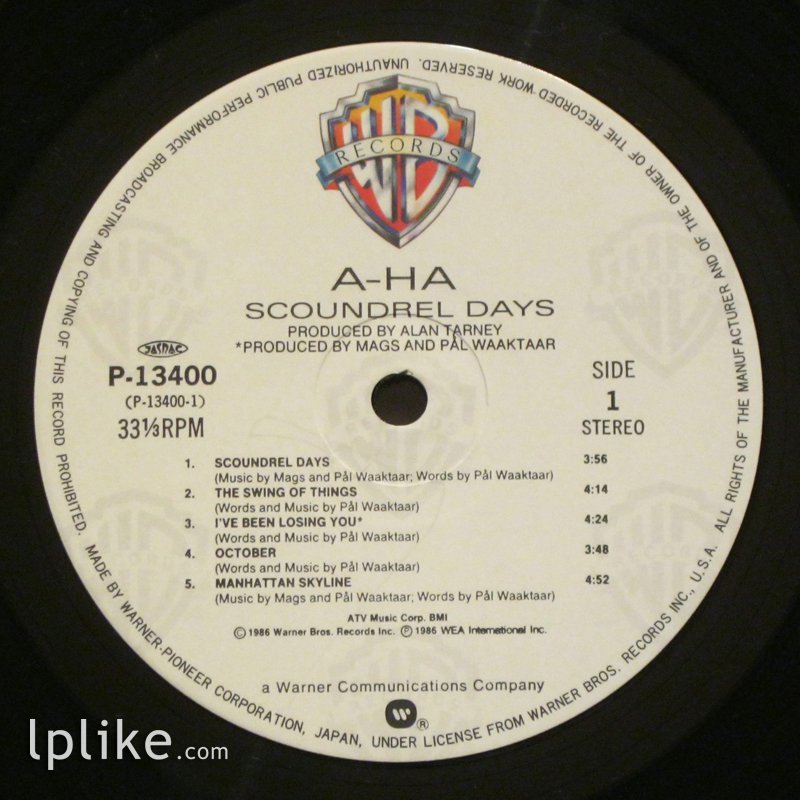 MADE BY WARNER-PIONEER CORPORATION, JAPAN, UNDER LICENSE FROM WARNER BROS. RECORDS INC., U.S.A. ALL RIGHTS OF THE MANUFACTURER AND OF THE OWNER OF THE RECORDED WORK RESERVED. UNAUTHORIZED PUBLIC PERFORMANCE BROADCASTING AND COPYING OF THIS RECORD PROHIBITED.
WB
RECORDS
A-HA
SCOUNDREL DAYS
PRODUCED BY ALAN TARNEY
*PRODUCED BY MAGS AND PÅL WAAKTAAR
JASRAC
P-13400
(P-13400-1)
33⅓RPM
SIDE
1
STEREO
1. SCOUNDREL DAYS 3:56
(Music by Mags and Pål Waaktaar; Words by Pål Waaktaar)
2. THE SWING OF THINGS 4:14
(Words and Music by Pål Waaktaar)
3. I'VE BEEN LOSING YOU* 4:24
(Words and Music by Pål Waaktaar)
4. OCTOBER 3:48
(Words and Music by Pål Waaktaar)
5. MANHATTAN SKYLINE 4:52
(Music by Mags and Pål Waaktaar; Words by Pål Waaktaar)
ATV Music Corp. BMI
©1986 Warner Bros. Records Inc. ℗1986 WEA International Inc.
a Warner Communications Company
®
lplike.com